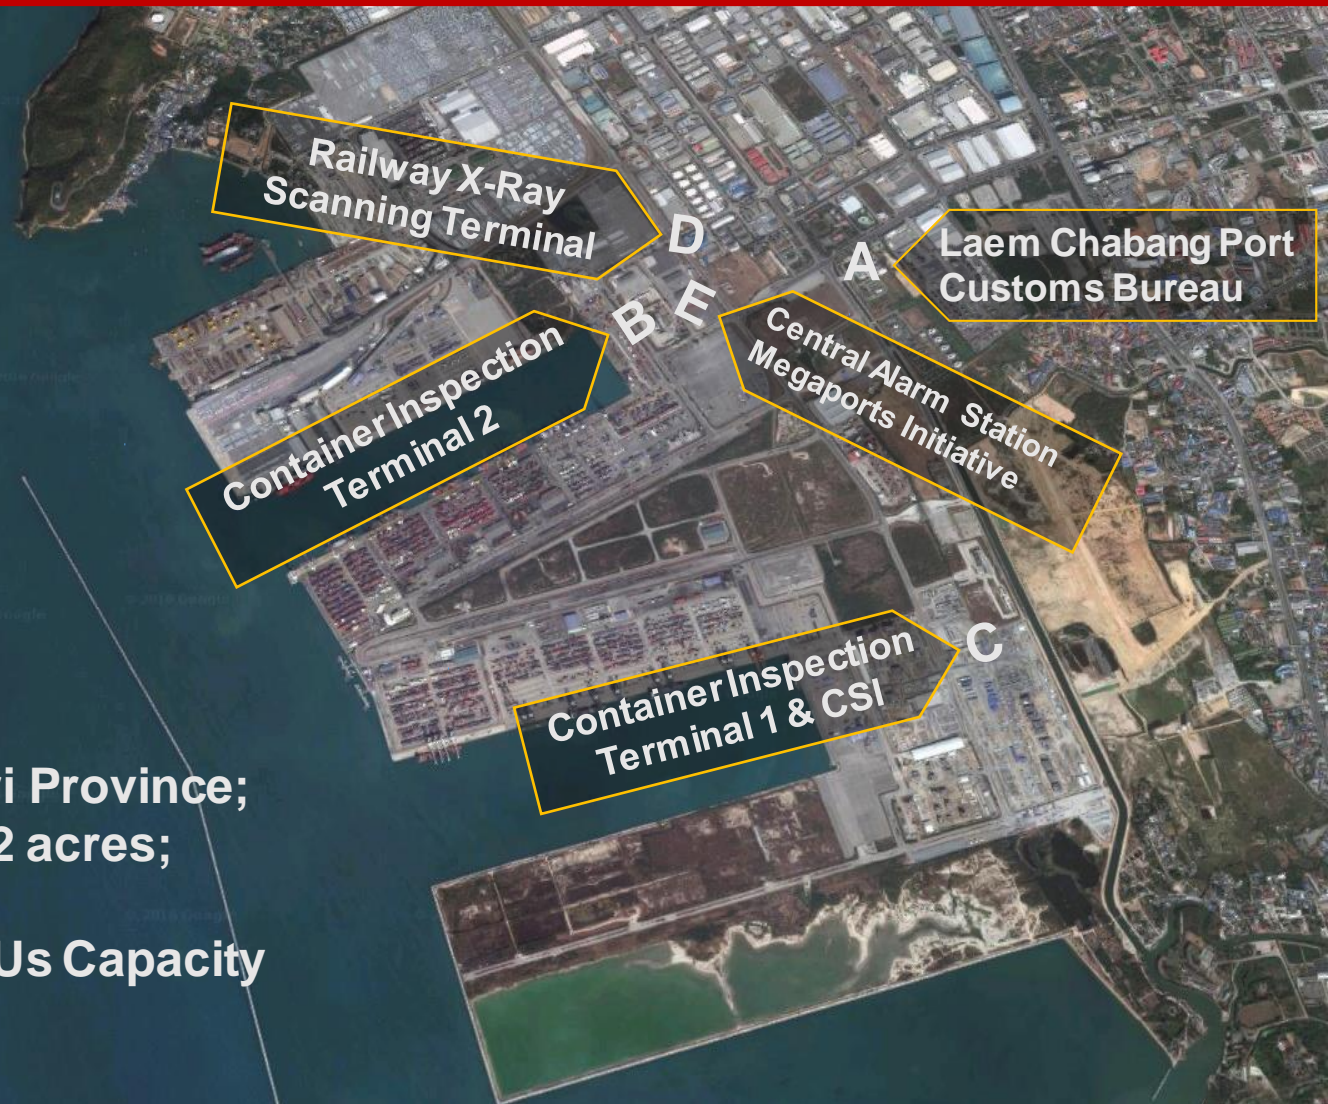 Railway X-Ray
Scanning Terminal
D
A
Laem Chabang Port
Customs Bureau
B
E
Container Inspection
Terminal 2
Central Alarm Station
Megaports Initiative
C
Container Inspection
Terminal 1 & CSI
i Province;
2 acres;
Us Capacity